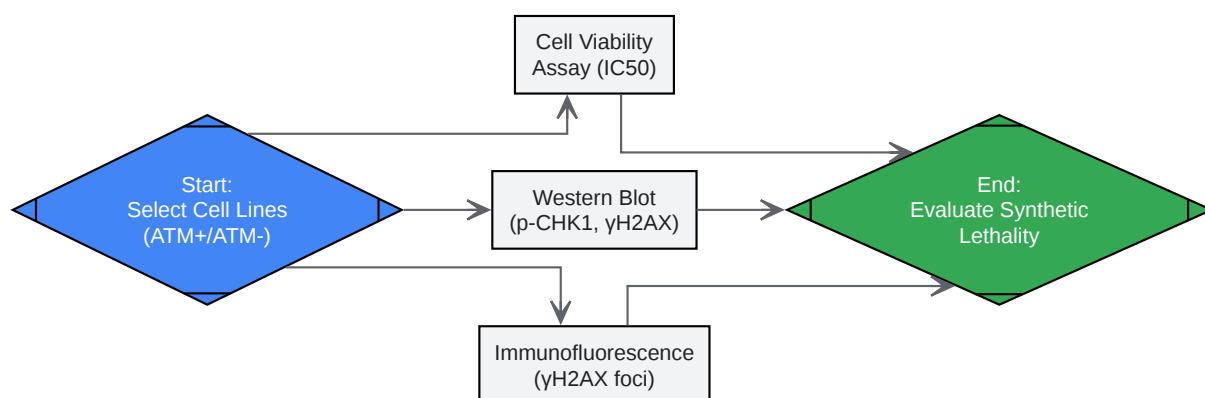 Cell Viability
Assay (IC50)
Start:
Select Cell Lines
(ATM+/ATM-)
Western Blot
(p-CHK1, γH2AX)
End:
Evaluate Synthetic
Lethality
Immunofluorescence
(γH2AX foci)